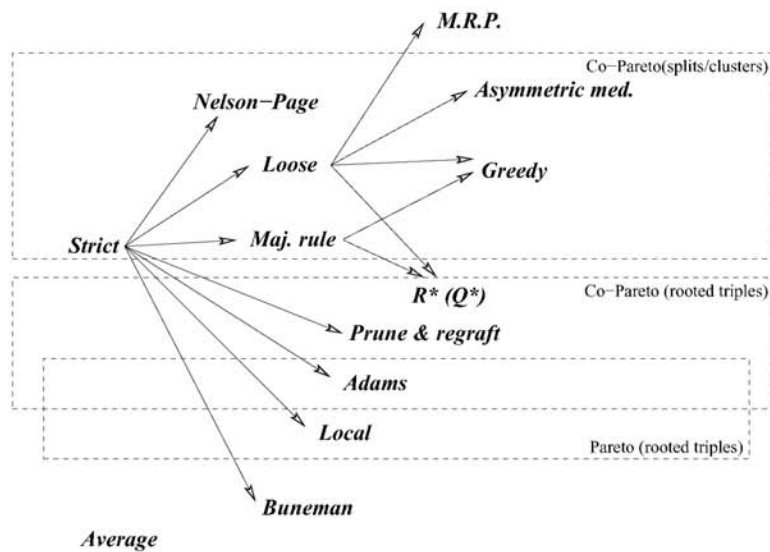 M.R.P.
Co−Pareto(splits/clusters)
Asymmetric med.
Nelson−Page
Loose
Greedy
Strict
Maj. rule
R* (Q*)
Co−Pareto (rooted triples)
Prune & regraft
Adams
Local
Pareto (rooted triples)
Buneman
Average